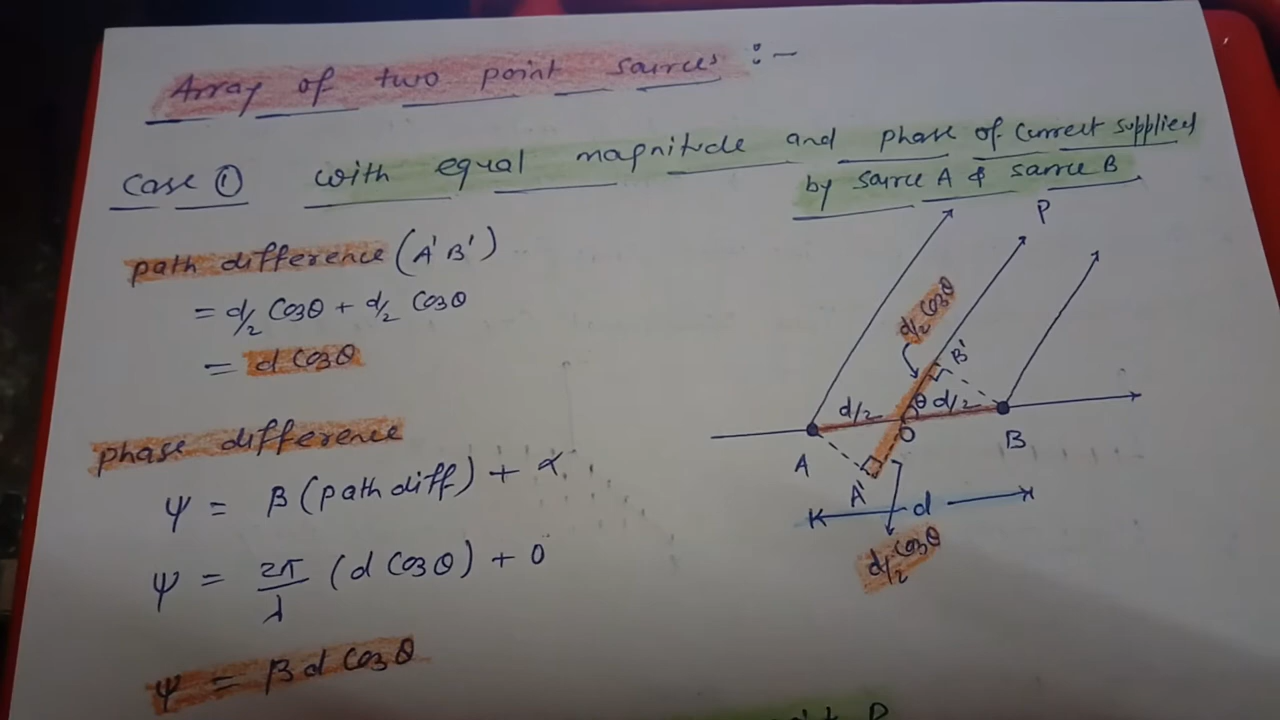 Array of two point sources :-
Case ① with equal magnitude and phase of current supplied
by source A & source B
path difference (A'B')
= d/2 Cosθ + d/2 Cosθ
= d Cosθ
phase difference
ψ = β (path diff) + α
ψ = 2π/λ (d Cosθ) + 0
ψ = β d Cosθ
P
d/2 Cosθ
B'
d/2 θ d/2
O
A B
A'
d
d/2 Cosθ
P